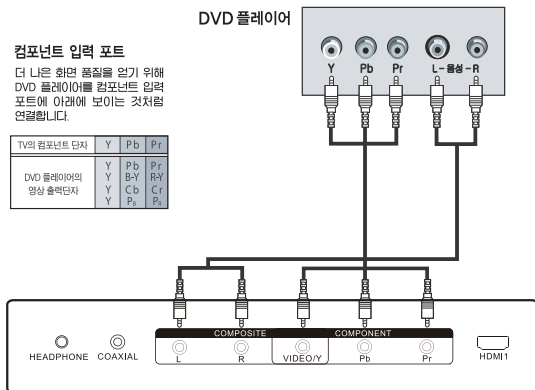 DVD 플레이어
컴포넌트 입력 포트
더 나은 화면 품질을 얻기 위해
DVD 플레이어를 컴포넌트 입력
포트에 아래에 보이는 것처럼
연결합니다.
TV의 컴포넌트 단자 Y Pb Pr
DVD 플레이어의 영상 출력단자
Y Pb Pr
Y B-Y R-Y
Y Cb Cr
Y PB PR
Y Pb Pr L - 음성 - R
COMPOSITE COMPONENT
HEADPHONE COAXIAL L R VIDEO/Y Pb Pr HDMI1